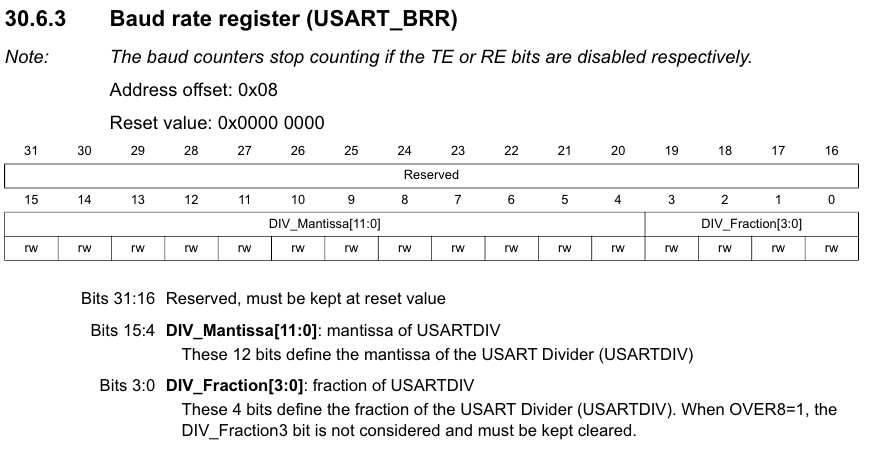 30.6.3 Baud rate register (USART_BRR)
Note: The baud counters stop counting if the TE or RE bits are disabled respectively.
Address offset: 0x08
Reset value: 0x0000 0000
31 30 29 28 27 26 25 24 23 22 21 20 19 18 17 16
Reserved
15 14 13 12 11 10 9 8 7 6 5 4 3 2 1 0
DIV_Mantissa[11:0] DIV_Fraction[3:0]
rw rw rw rw rw rw rw rw rw rw rw rw rw rw rw rw
Bits 31:16 Reserved, must be kept at reset value
Bits 15:4 DIV_Mantissa[11:0]: mantissa of USARTDIV
These 12 bits define the mantissa of the USART Divider (USARTDIV)
Bits 3:0 DIV_Fraction[3:0]: fraction of USARTDIV
These 4 bits define the fraction of the USART Divider (USARTDIV). When OVER8=1, the
DIV_Fraction3 bit is not considered and must be kept cleared.